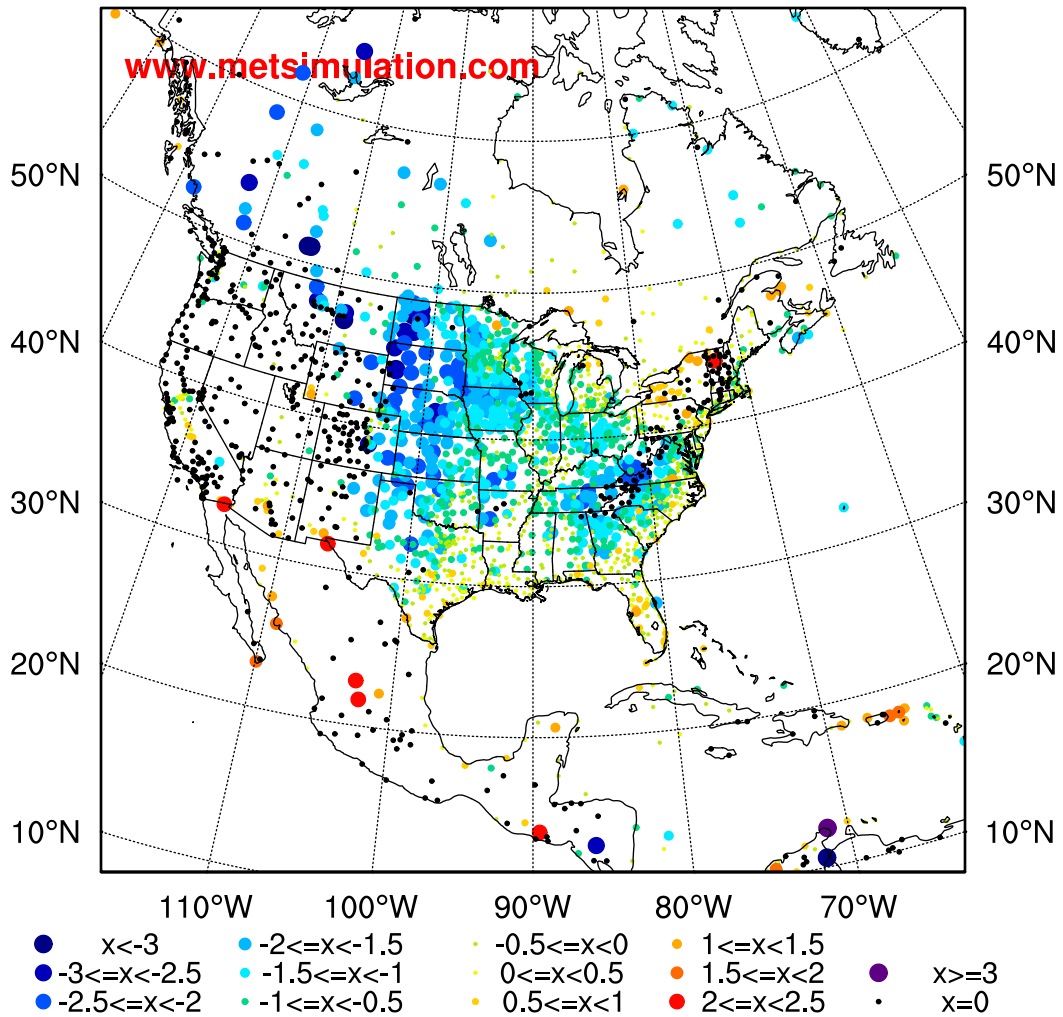 www.metsimulation.com
50°N 50°N
40°N 40°N
30°N 30°N
20°N 20°N
10°N 10°N
110°W 100°W 90°W 80°W 70°W
x<-3 -2<=x<-1.5 -0.5<=x<0 1<=x<1.5
-3<=x<-2.5 -1.5<=x<-1 0<=x<0.5 1.5<=x<2 x>=3
-2.5<=x<-2 -1<=x<-0.5 0.5<=x<1 2<=x<2.5 x=0